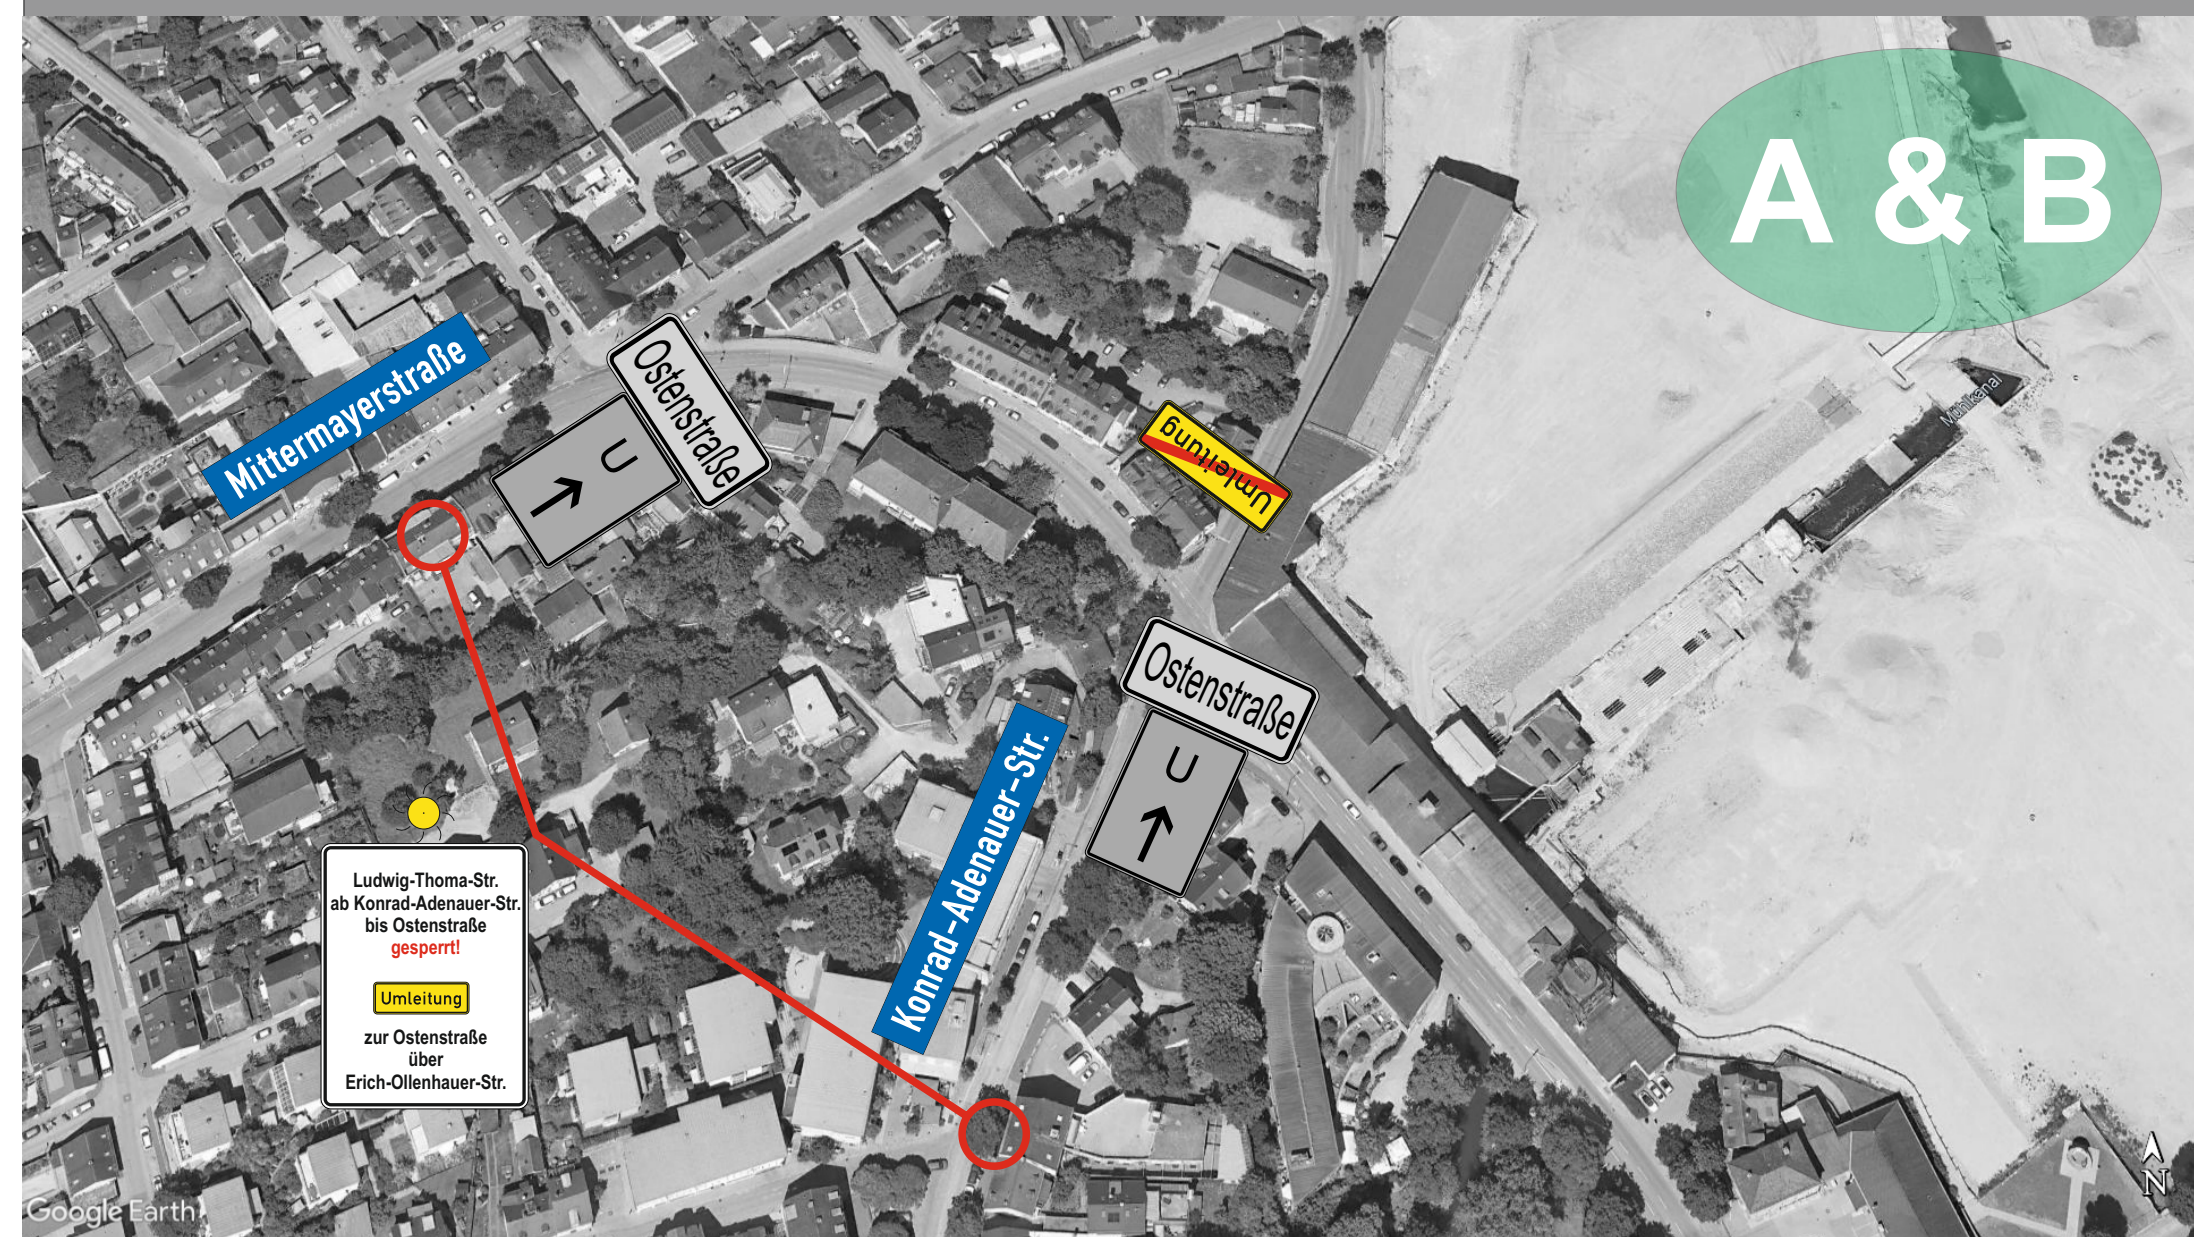 A & B
Mittermayerstraße
Ostenstraße
U
Umleitung
Mühlkanal
Ostenstraße
U
Konrad-Adenauer-Str.
Ludwig-Thoma-Str.
ab Konrad-Adenauer-Str.
bis Ostenstraße
gesperrt!
Umleitung
zur Ostenstraße
über
Erich-Ollenhauer-Str.
N
Google Earth